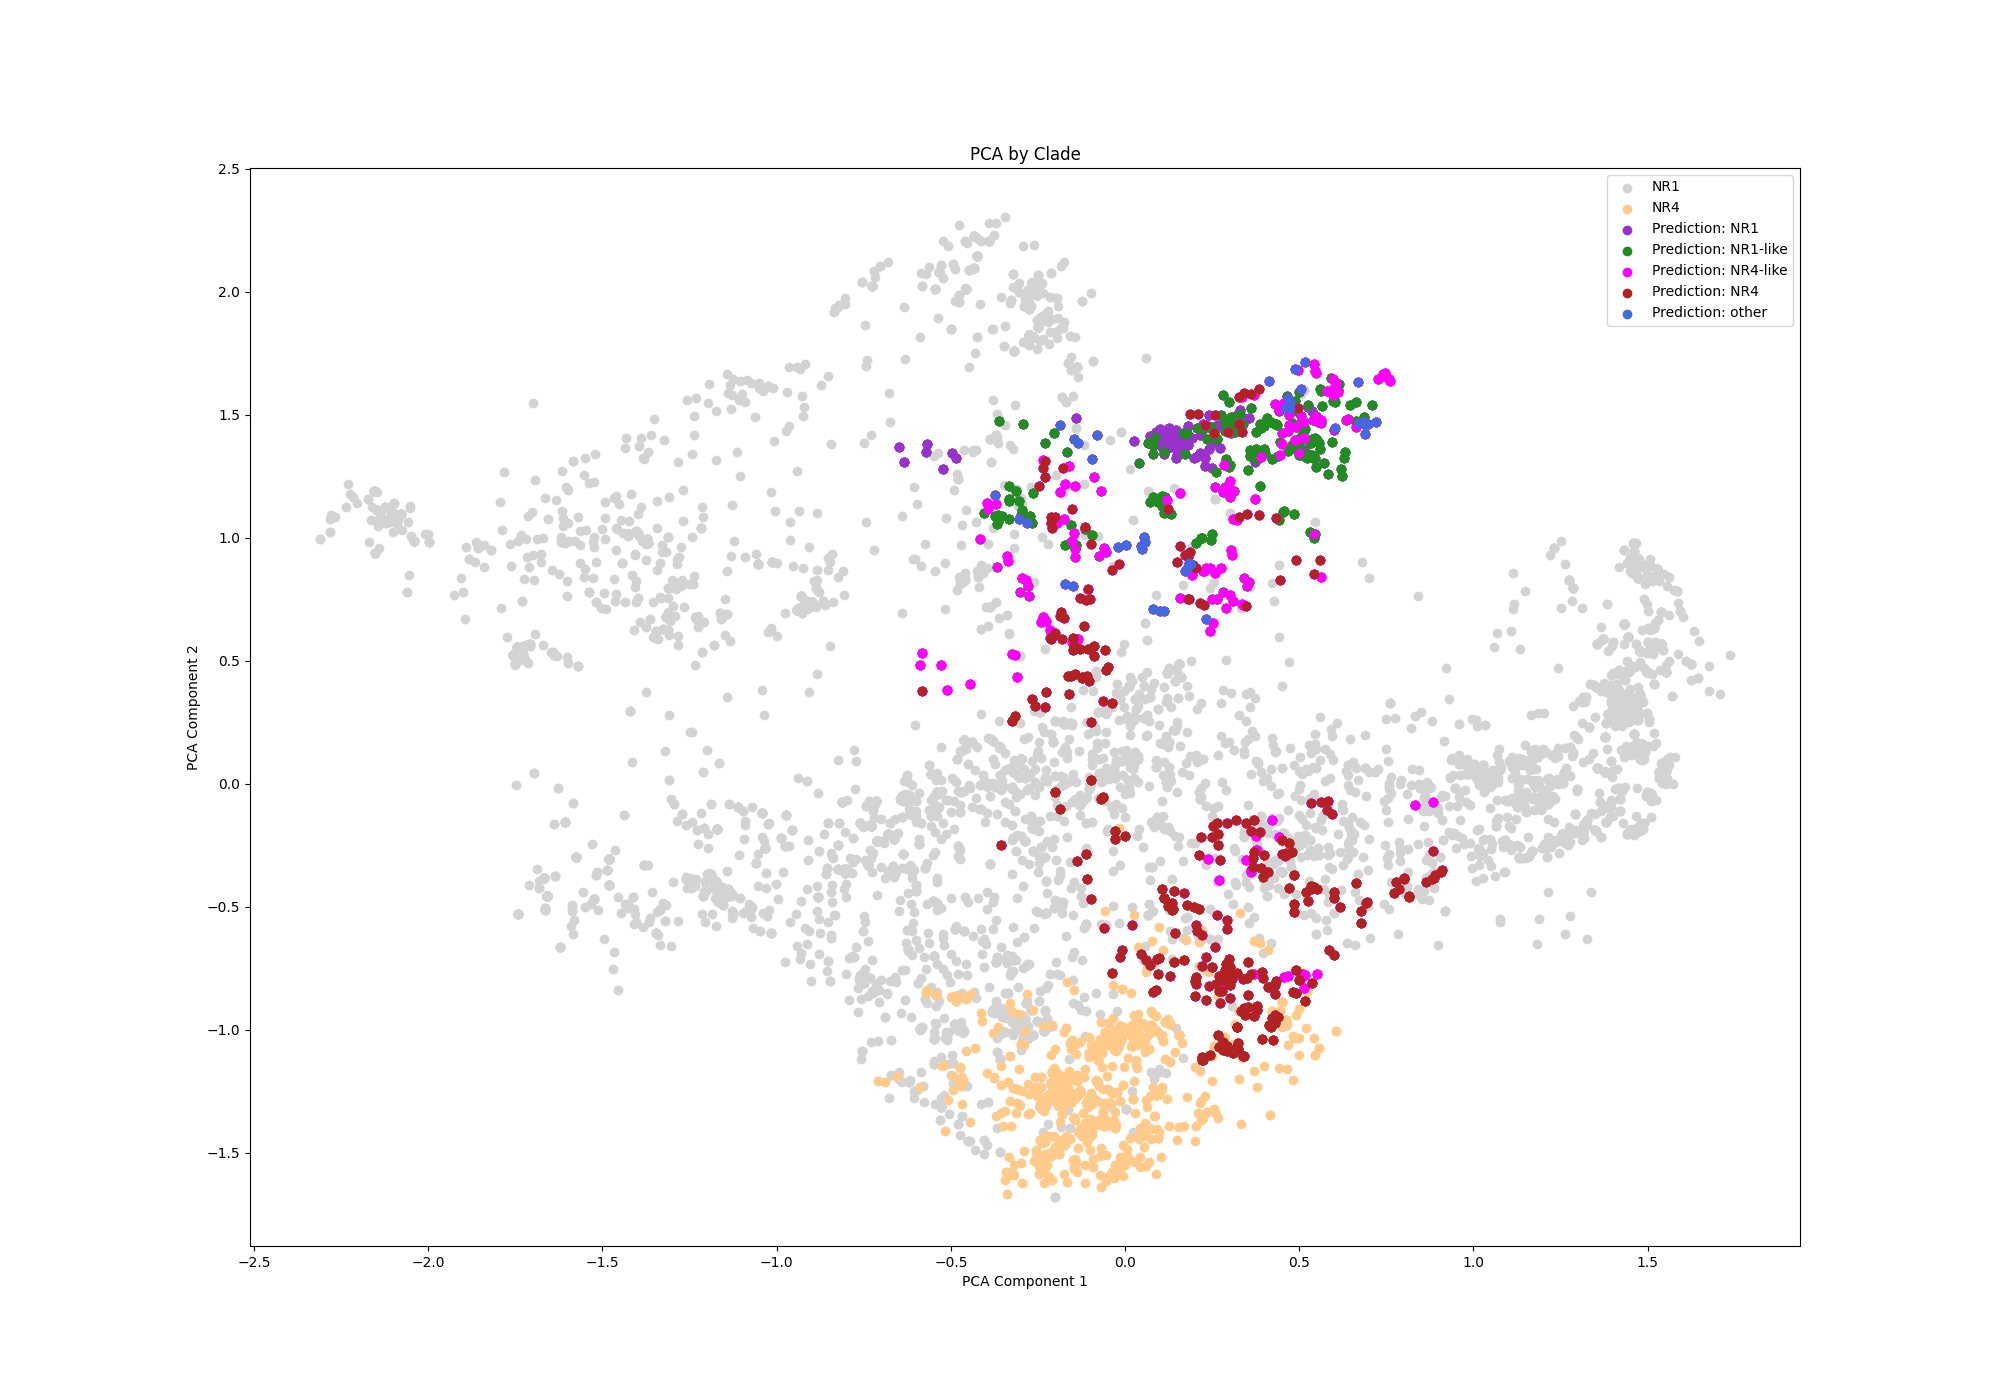 PCA by Clade
NR1
NR4
Prediction: NR1
Prediction: NR1-like
Prediction: NR4-like
Prediction: NR4
Prediction: other
2.5
2.0
1.5
1.0
0.5
0.0
−0.5
−1.0
−1.5
PCA Component 2
−2.5
−2.0
−1.5
−1.0
−0.5
0.0
0.5
1.0
1.5
PCA Component 1